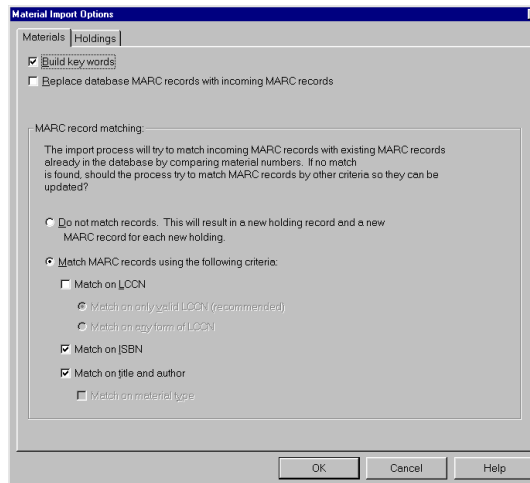 Material Import Options
Materials Holdings
Build key words
Replace database MARC records with incoming MARC records
MARC record matching:
The import process will try to match incoming MARC records with existing MARC records
already in the database by comparing material numbers. If no match
is found, should the process try to match MARC records by other criteria so they can be
updated?
Do not match records. This will result in a new holding record and a new
MARC record for each new holding.
Match MARC records using the following criteria:
Match on LCCN
Match on only valid LCCN (recommended)
Match on any form of LCCN
Match on ISBN
Match on title and author
Match on material type
OK Cancel Help